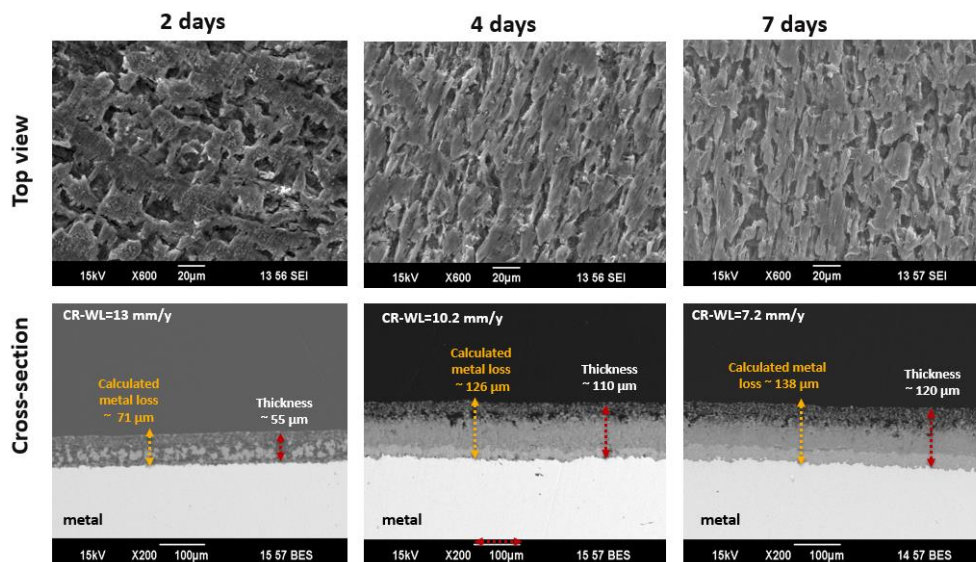 2 days
4 days
7 days
Top view
15kV X600 20µm 13 56 SEI
15kV X600 20µm 13 56 SEI
15kV X600 20µm 13 57 SEI
Cross-section
CR-WL=13 mm/y
Calculated
metal loss
~ 71 µm
Thickness
~ 55 µm
metal
15kV X200 100µm 15 57 BES
CR-WL=10.2 mm/y
Calculated
metal loss
~ 126 µm
Thickness
~ 110 µm
metal
15kV X200 100µm 15 57 BES
CR-WL=7.2 mm/y
Calculated metal
loss ~ 138 µm
Thickness
~ 120 µm
metal
15kV X200 100µm 14 57 BES